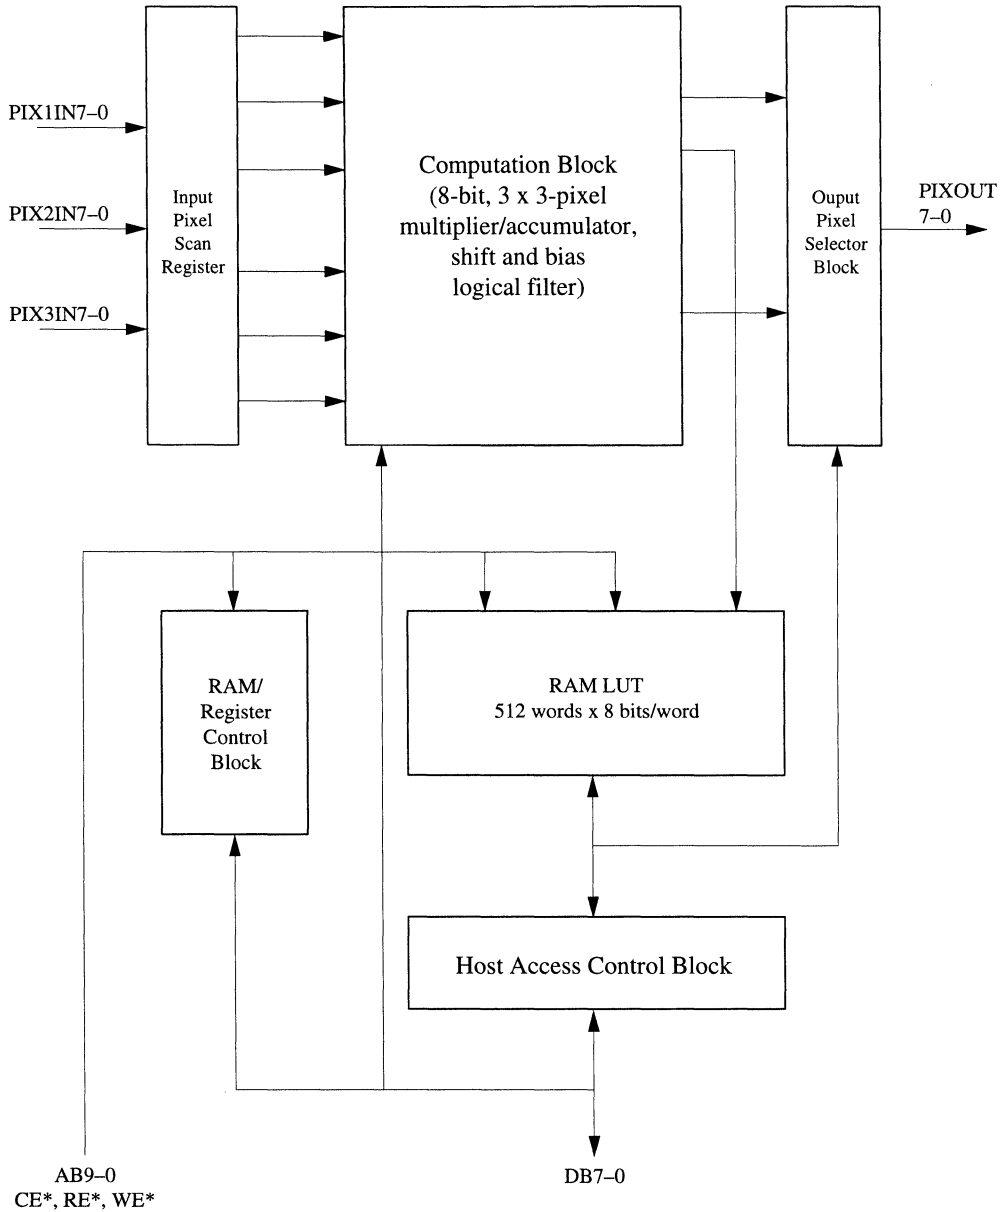 PIX1IN7–0
PIX2IN7–0
PIX3IN7–0
Input
Pixel
Scan
Register
Computation Block
(8-bit, 3 x 3-pixel
multiplier/accumulator,
shift and bias
logical filter)
Ouput
Pixel
Selector
Block
PIXOUT
7–0
RAM/
Register
Control
Block
RAM LUT
512 words x 8 bits/word
Host Access Control Block
AB9–0
CE*, RE*, WE*
DB7–0